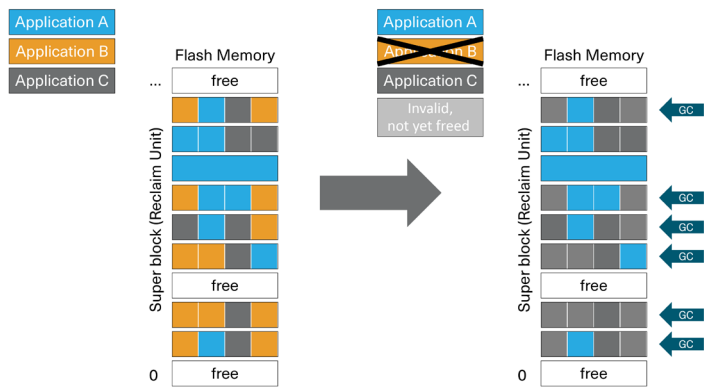 Application A
Application B
Application C
Flash Memory
...
free
free
free
0
Super block (Reclaim Unit)
Application A
Application B
Application C
Invalid,
not yet freed
Flash Memory
...
free
free
free
0
Super block (Reclaim Unit)
GC
GC
GC
GC
GC
GC